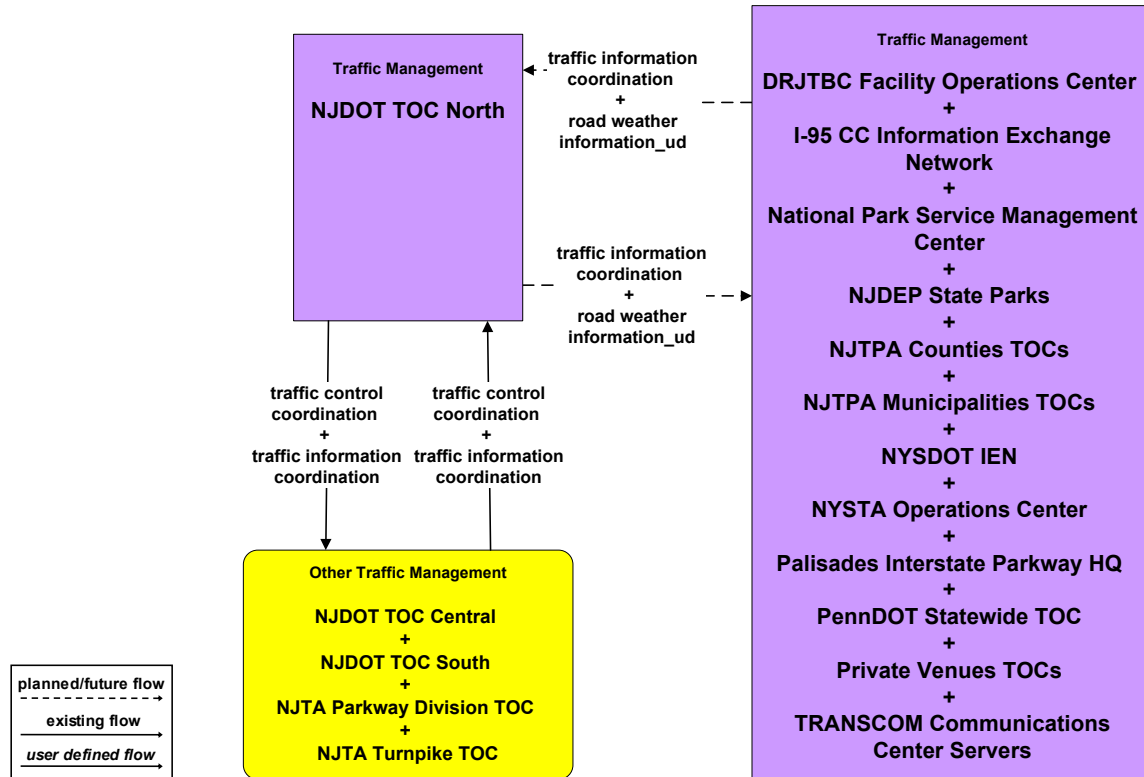 Traffic Management
NJDOT TOC North
traffic information
coordination
+
road weather
information_ud
traffic information
coordination
+
road weather
information_ud
Traffic Management
DRJTBC Facility Operations Center
+
I-95 CC Information Exchange
Network
+
National Park Service Management
Center
+
NJDEP State Parks
+
NJTPA Counties TOCs
+
NJTPA Municipalities TOCs
+
NYSDOT IEN
+
NYSTA Operations Center
+
Palisades Interstate Parkway HQ
+
PennDOT Statewide TOC
+
Private Venues TOCs
+
TRANSCOM Communications
Center Servers
traffic control
coordination
+
traffic information
coordination
traffic control
coordination
+
traffic information
coordination
Other Traffic Management
NJDOT TOC Central
+
NJDOT TOC South
+
NJTA Parkway Division TOC
+
NJTA Turnpike TOC
planned/future flow
existing flow
user defined flow